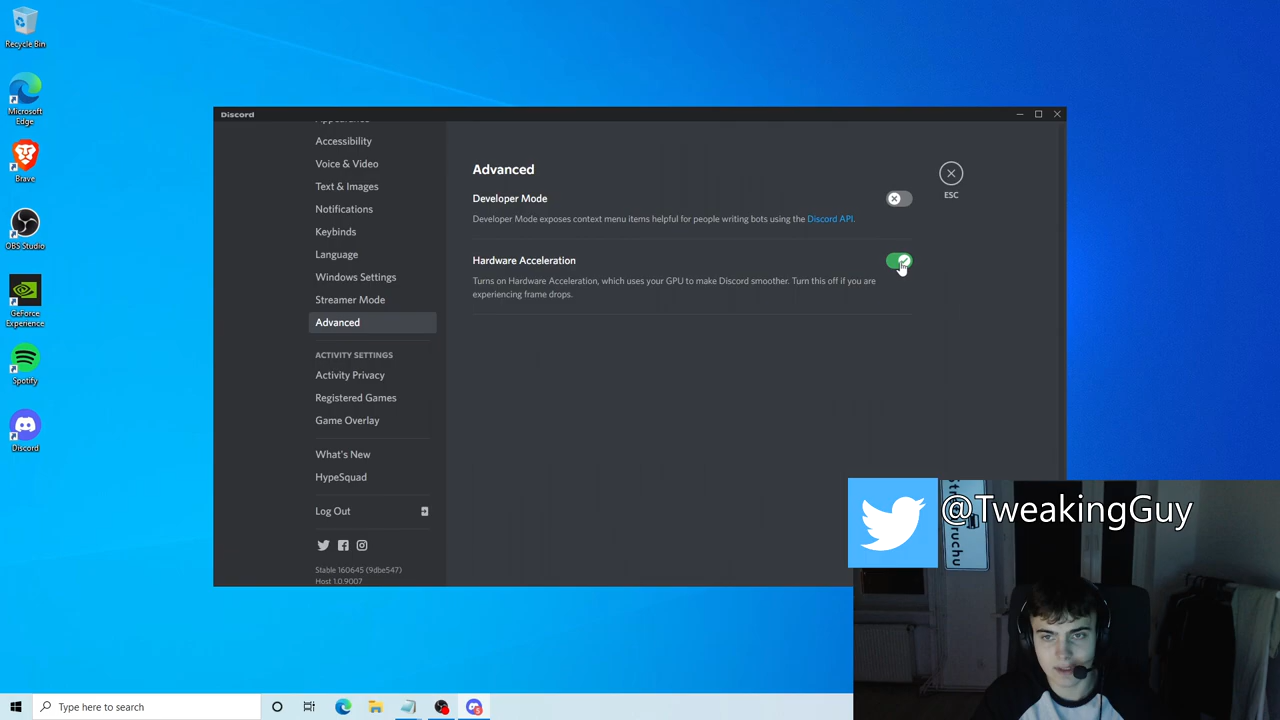 Recycle Bin
Microsoft
Edge
Brave
OBS Studio
GeForce
Experience
Spotify
Discord
Discord
Accessibility
Voice & Video
Text & Images
Notifications
Keybinds
Language
Windows Settings
Streamer Mode
Advanced
ACTIVITY SETTINGS
Activity Privacy
Registered Games
Game Overlay
What's New
HypeSquad
Log Out
Stable 160645 (9dbe547)
Host 1.0.9007
Advanced
Developer Mode
Developer Mode exposes context menu items helpful for people writing bots using the Discord API.
Hardware Acceleration
Turns on Hardware Acceleration, which uses your GPU to make Discord smoother. Turn this off if you are
experiencing frame drops.
ESC
@TweakingGuy
Type here to search